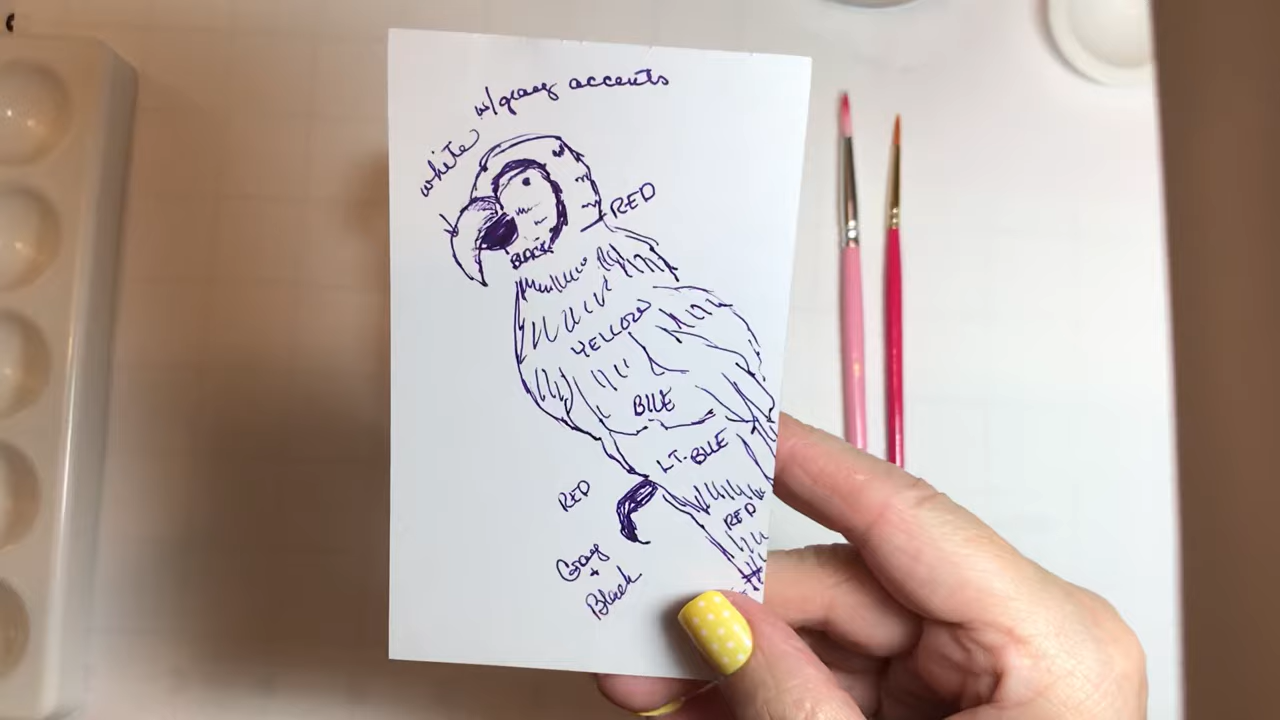 w/gray accents
white
RED
BLACK
YELLOW
BLUE
LT. BLUE
RED
RED
Gray
+
Black